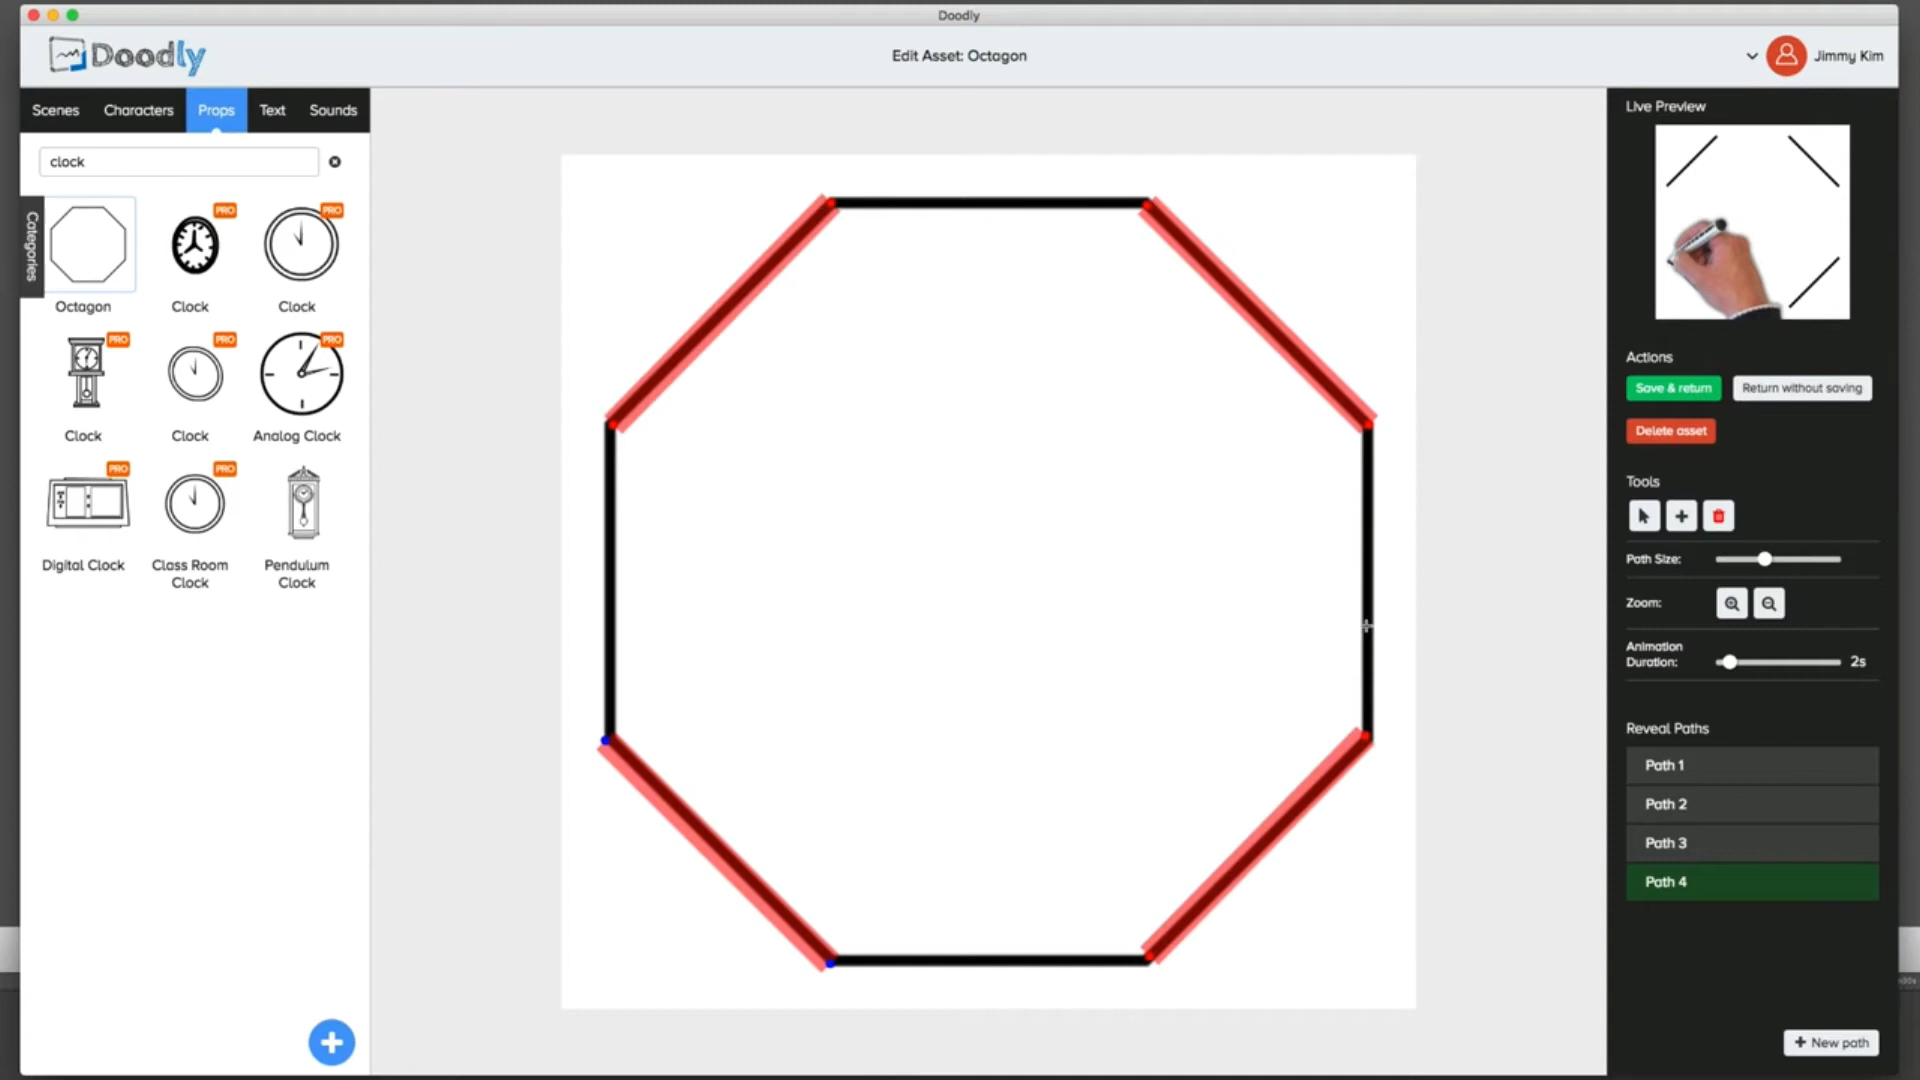 Doodly
Doodly
Edit Asset: Octagon
Jimmy Kim
Scenes
Characters
Props
Text
Sounds
clock
Categories
PRO
PRO
Octagon
Clock
Clock
PRO
PRO
PRO
Clock
Clock
Analog Clock
PRO
PRO
Digital Clock
Class Room
Clock
Pendulum
Clock
Live Preview
Actions
Save & return
Return without saving
Delete asset
Tools
Path Size:
Zoom:
Animation
Duration:
2s
Reveal Paths
Path 1
Path 2
Path 3
Path 4
New path